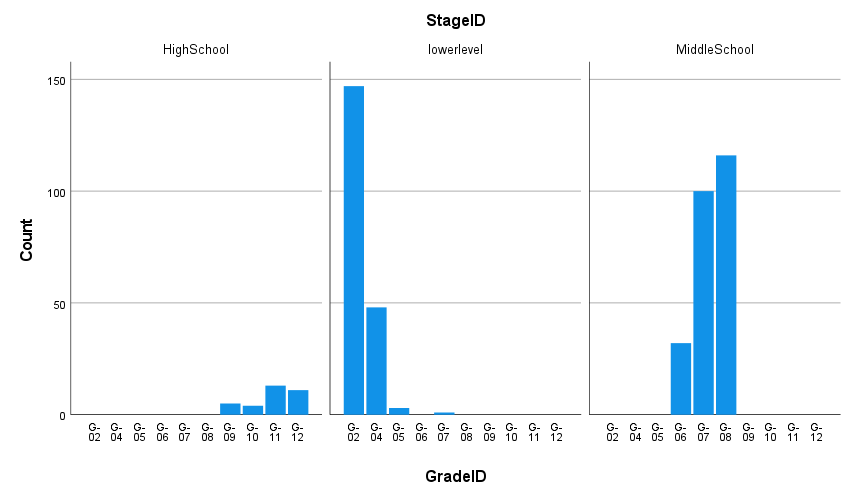 StageID
HighSchool lowerlevel MiddleSchool
150
100
50
0
Count
G- G- G- G- G- G- G- G- G- G- G- G- G- G- G- G- G- G- G- G- G- G- G- G- G- G- G- G- G- G-
02 04 05 06 07 08 09 10 11 12 02 04 05 06 07 08 09 10 11 12 02 04 05 06 07 08 09 10 11 12
GradeID